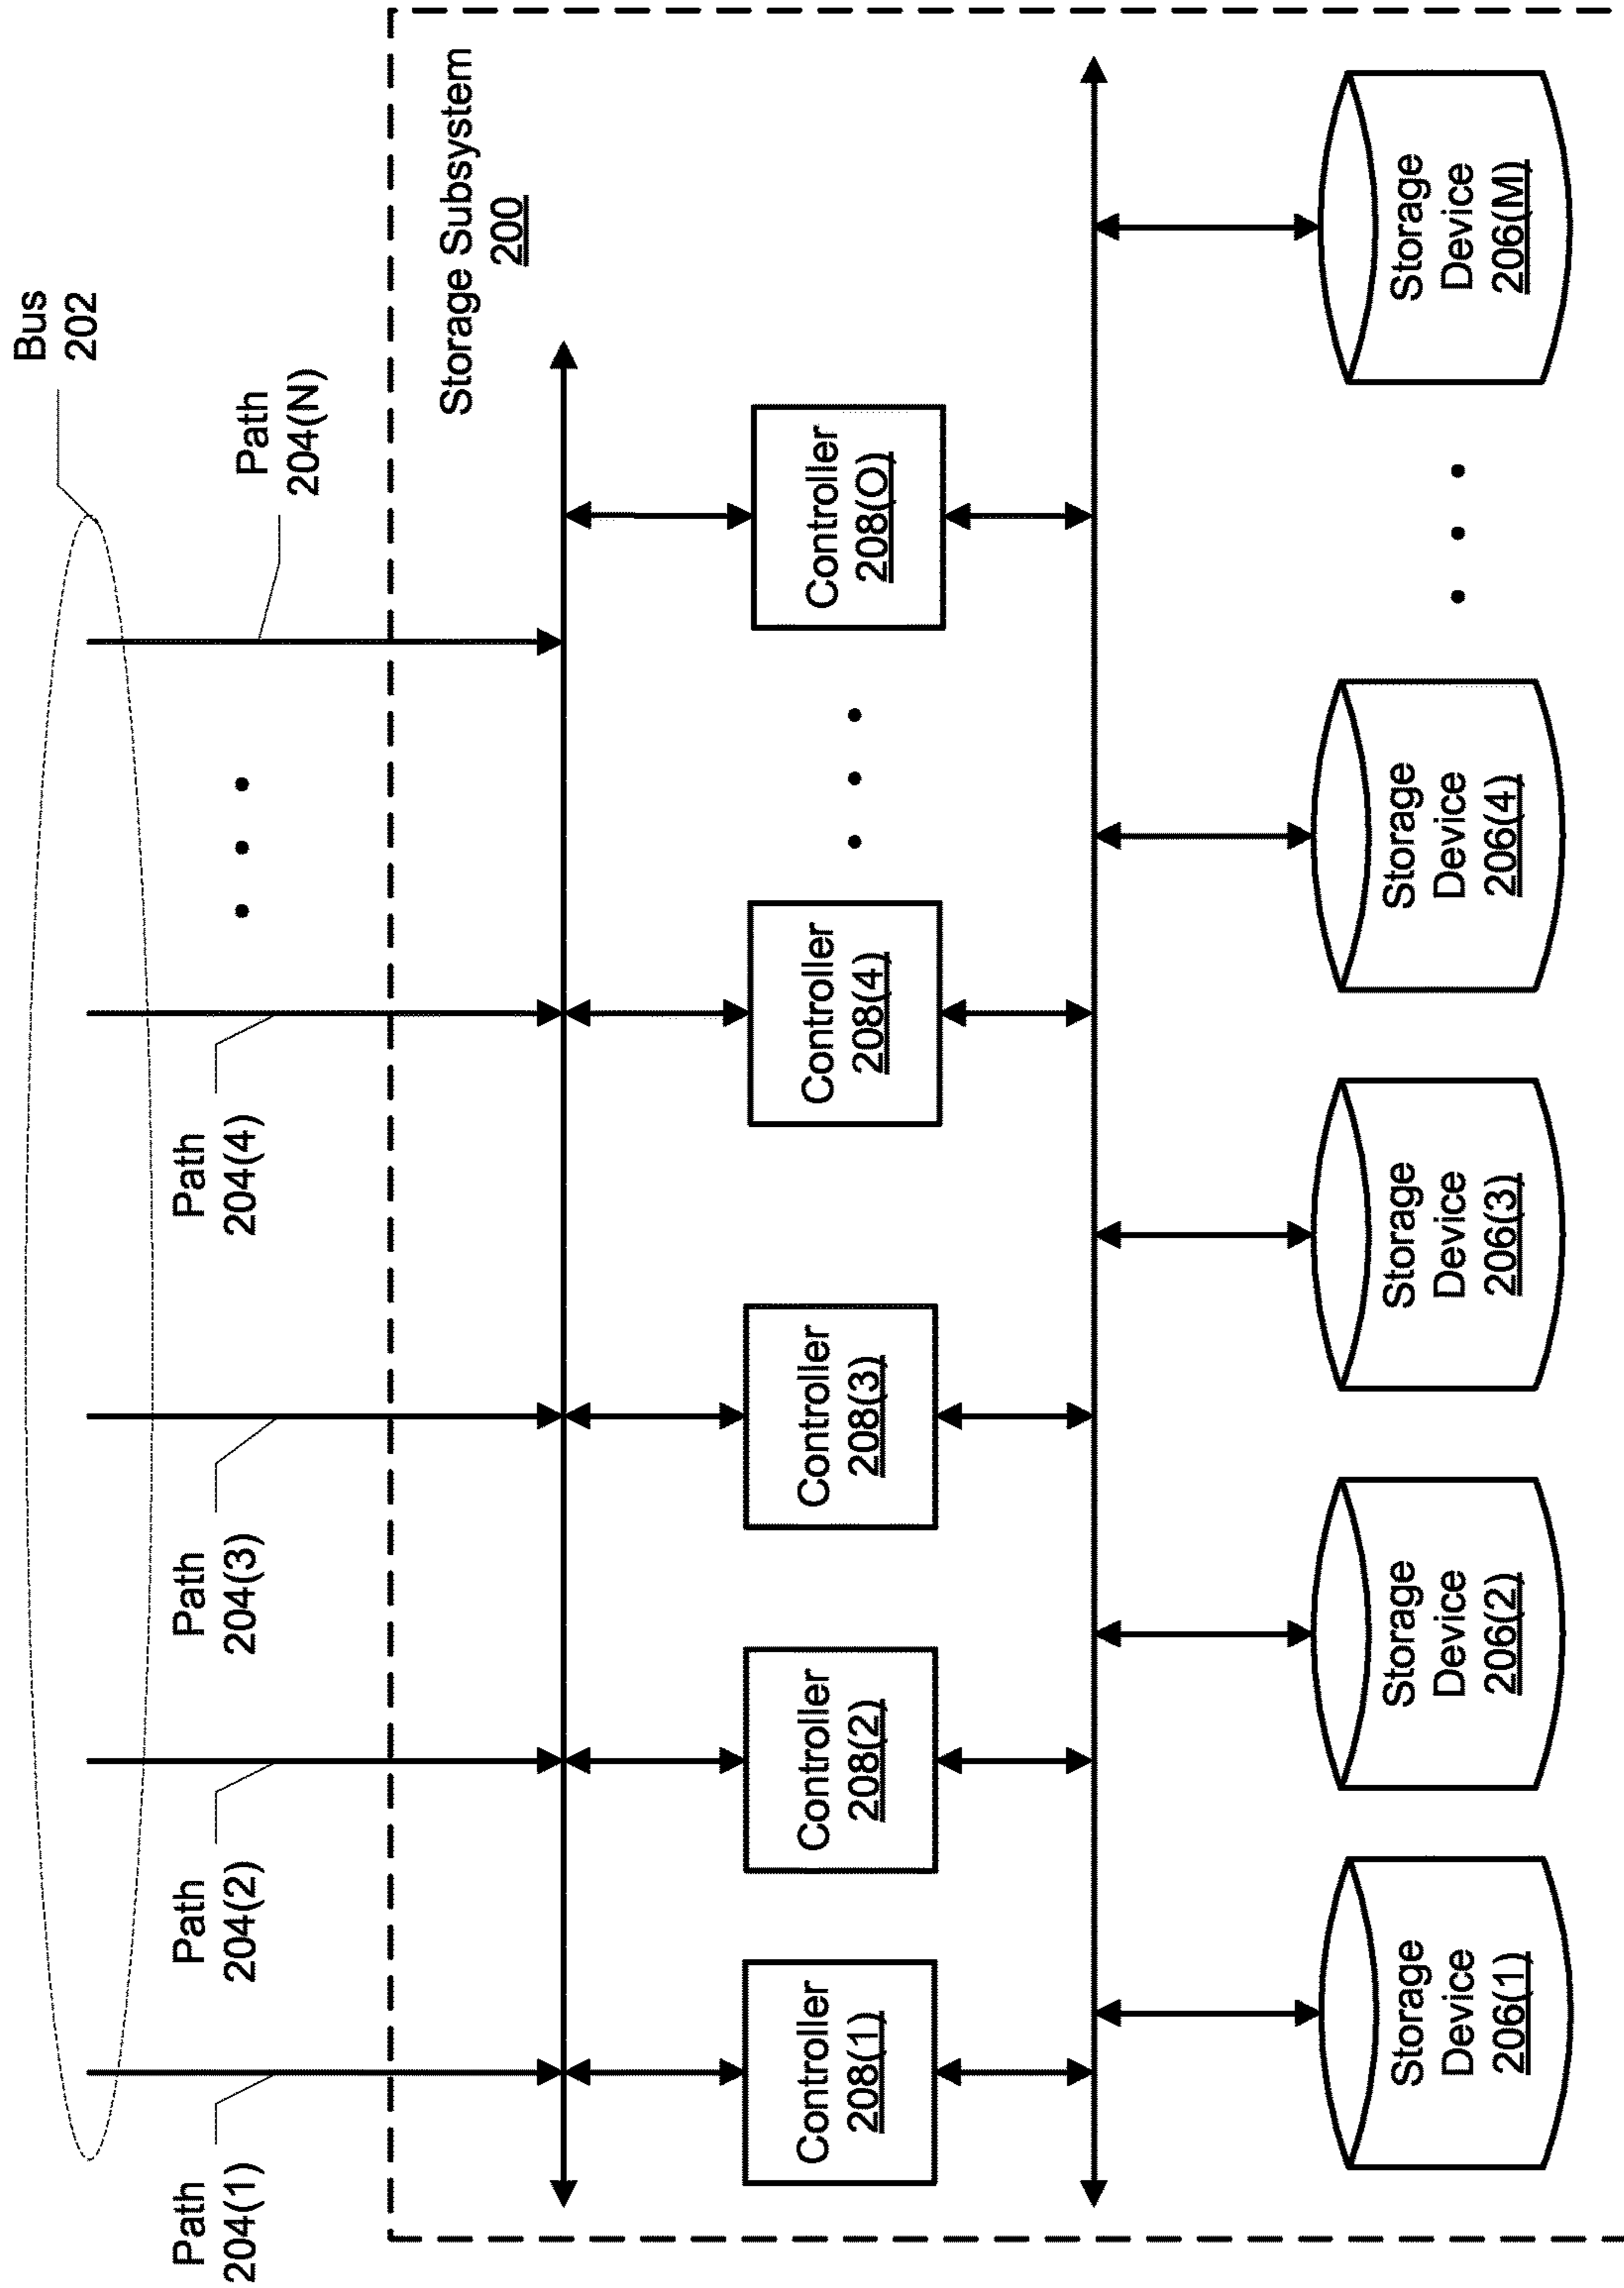 Bus
202
Path
204(1)
Path
204(2)
Path
204(3)
Path
204(4)
Path
204(N)
Storage Subsystem
200
Controller
208(1)
Controller
208(2)
Controller
208(3)
Controller
208(4)
Controller
208(O)
Storage
Device
206(1)
Storage
Device
206(2)
Storage
Device
206(3)
Storage
Device
206(4)
Storage
Device
206(M)